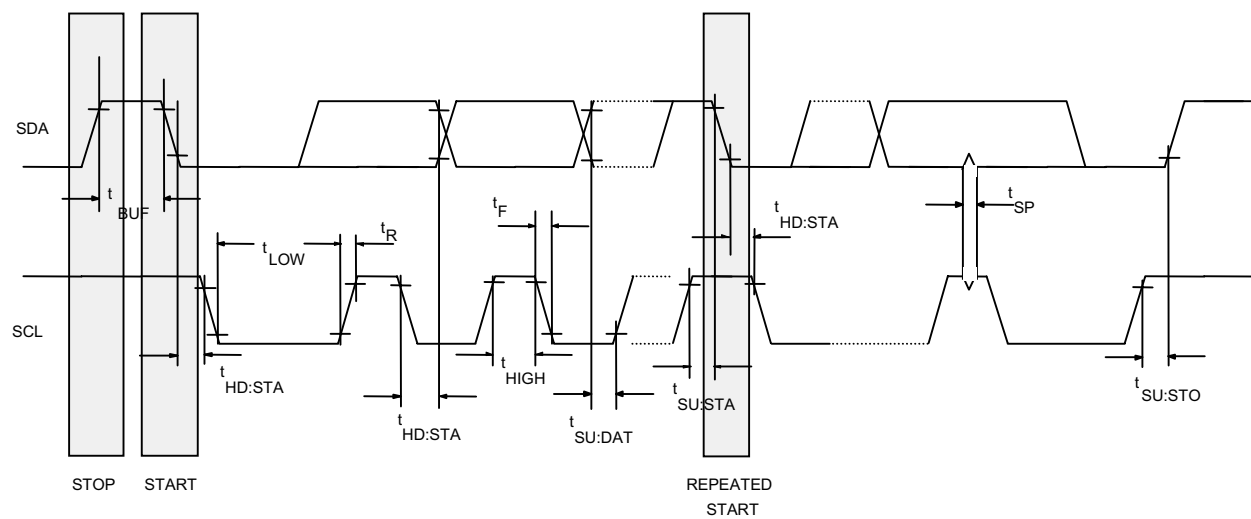 SDA
t BUF
t LOW
t R
t F
t HD:STA
t SP
SCL
t HD:STA
t HD:STA
t HIGH
t SU:DAT
t SU:STA
t SU:STO
STOP
START
REPEATED
START